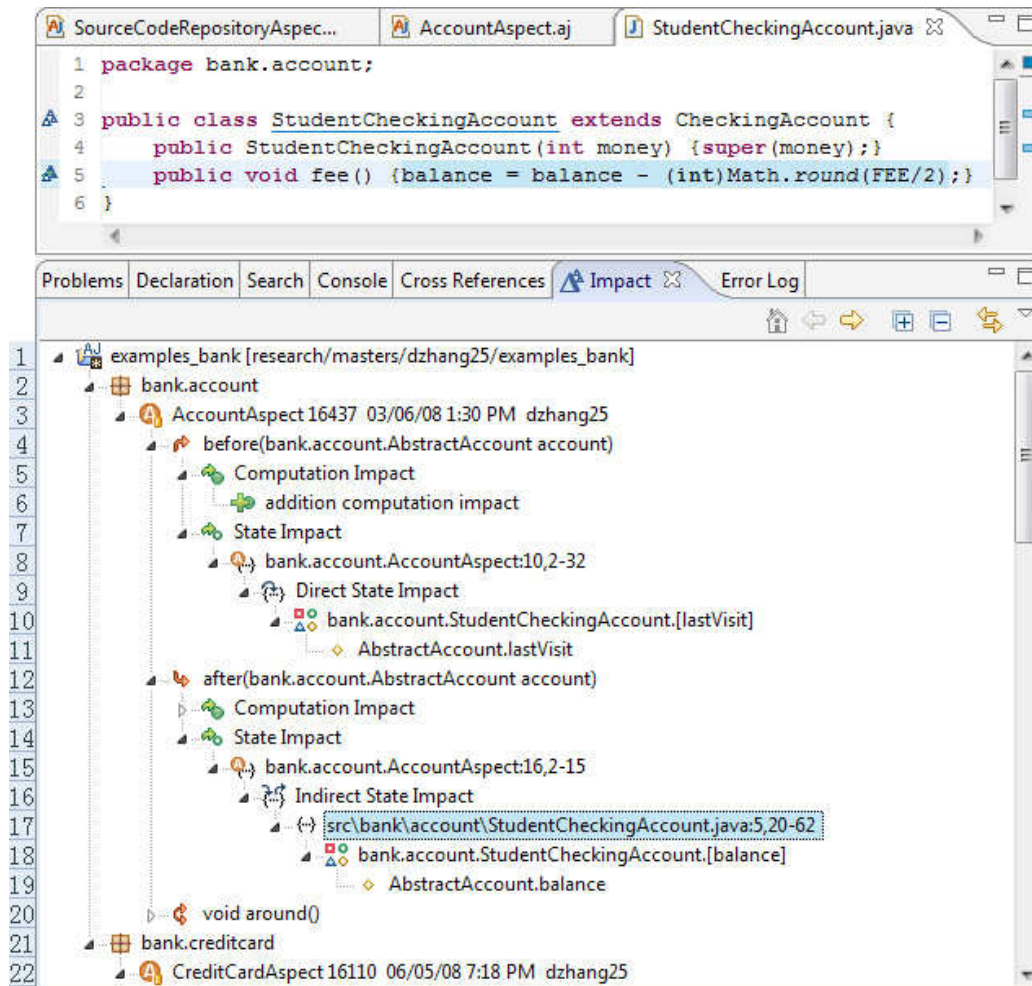 SourceCodeRepositoryAspec... AccountAspect.aj StudentCheckingAccount.java
1 package bank.account;
2
3 public class StudentCheckingAccount extends CheckingAccount {
4 public StudentCheckingAccount(int money) {super(money);}
5 public void fee() {balance = balance - (int)Math.round(FEE/2);}
6 }
Problems Declaration Search Console Cross References Impact Error Log
1 examples_bank [research/masters/dzhang25/examples_bank]
2 bank.account
3 AccountAspect 16437 03/06/08 1:30 PM dzhang25
4 before(bank.account.AbstractAccount account)
5 Computation Impact
6 addition computation impact
7 State Impact
8 bank.account.AccountAspect:10,2-32
9 Direct State Impact
10 bank.account.StudentCheckingAccount.[lastVisit]
11 AbstractAccount.lastVisit
12 after(bank.account.AbstractAccount account)
13 Computation Impact
14 State Impact
15 bank.account.AccountAspect:16,2-15
16 Indirect State Impact
17 src\bank\account\StudentCheckingAccount.java:5,20-62
18 bank.account.StudentCheckingAccount.[balance]
19 AbstractAccount.balance
20 void around()
21 bank.creditcard
22 CreditCardAspect 16110 06/05/08 7:18 PM dzhang25